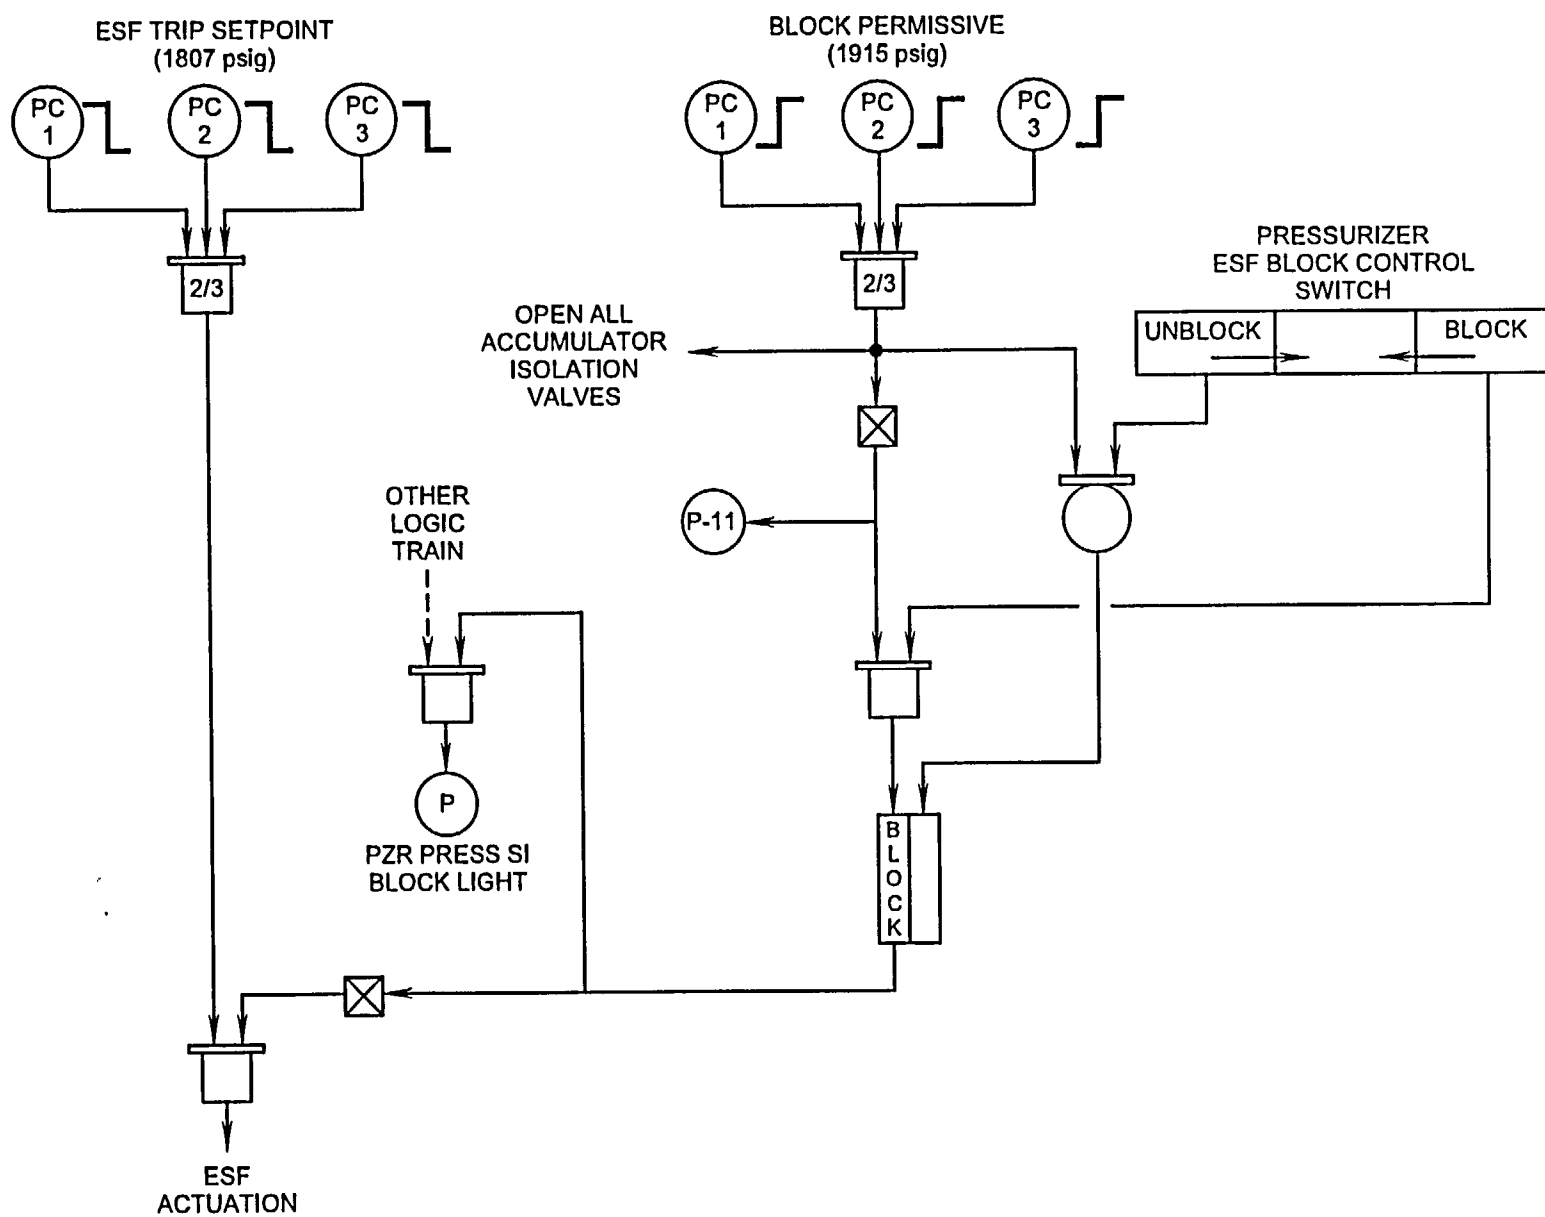 ESF TRIP SETPOINT
(1807 psig)
PC
1
PC
2
PC
3
2/3
BLOCK PERMISSIVE
(1915 psig)
PC
1
PC
2
PC
3
2/3
PRESSURIZER
ESF BLOCK CONTROL
SWITCH
UNBLOCK
BLOCK
OPEN ALL
ACCUMULATOR
ISOLATION
VALVES
P-11
OTHER
LOGIC
TRAIN
P
PZR PRESS SI
BLOCK LIGHT
BLOCK
ESF
ACTUATION